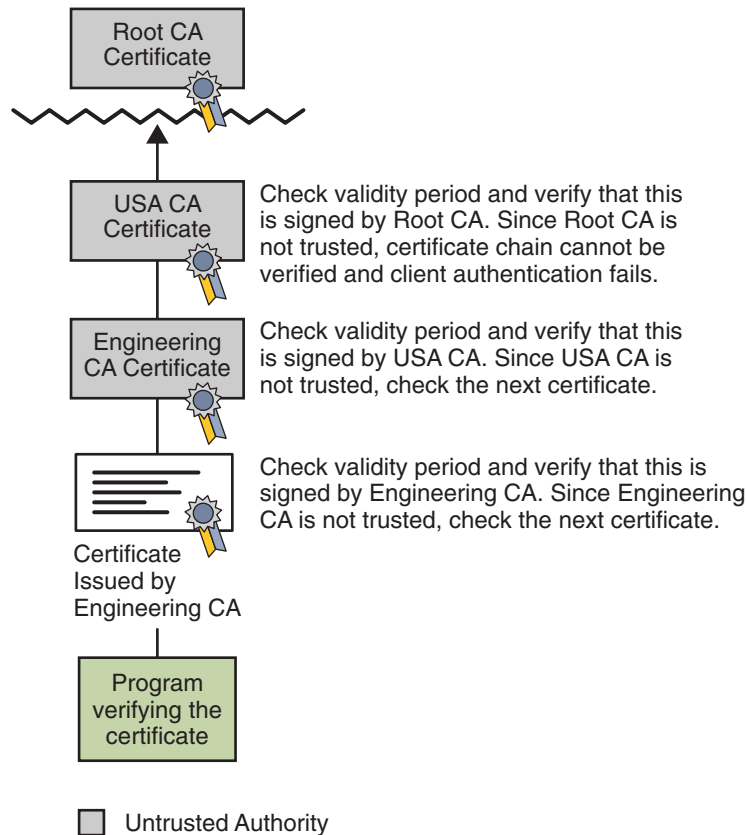 Root CA
Certificate
USA CA
Certificate
Check validity period and verify that this
is signed by Root CA. Since Root CA is
not trusted, certificate chain cannot be
verified and client authentication fails.
Engineering
CA Certificate
Check validity period and verify that this
is signed by USA CA. Since USA CA is
not trusted, check the next certificate.
Check validity period and verify that this is
signed by Engineering CA. Since Engineering
CA is not trusted, check the next certificate.
Certificate
Issued by
Engineering CA
Program
verifying the
certificate
Untrusted Authority